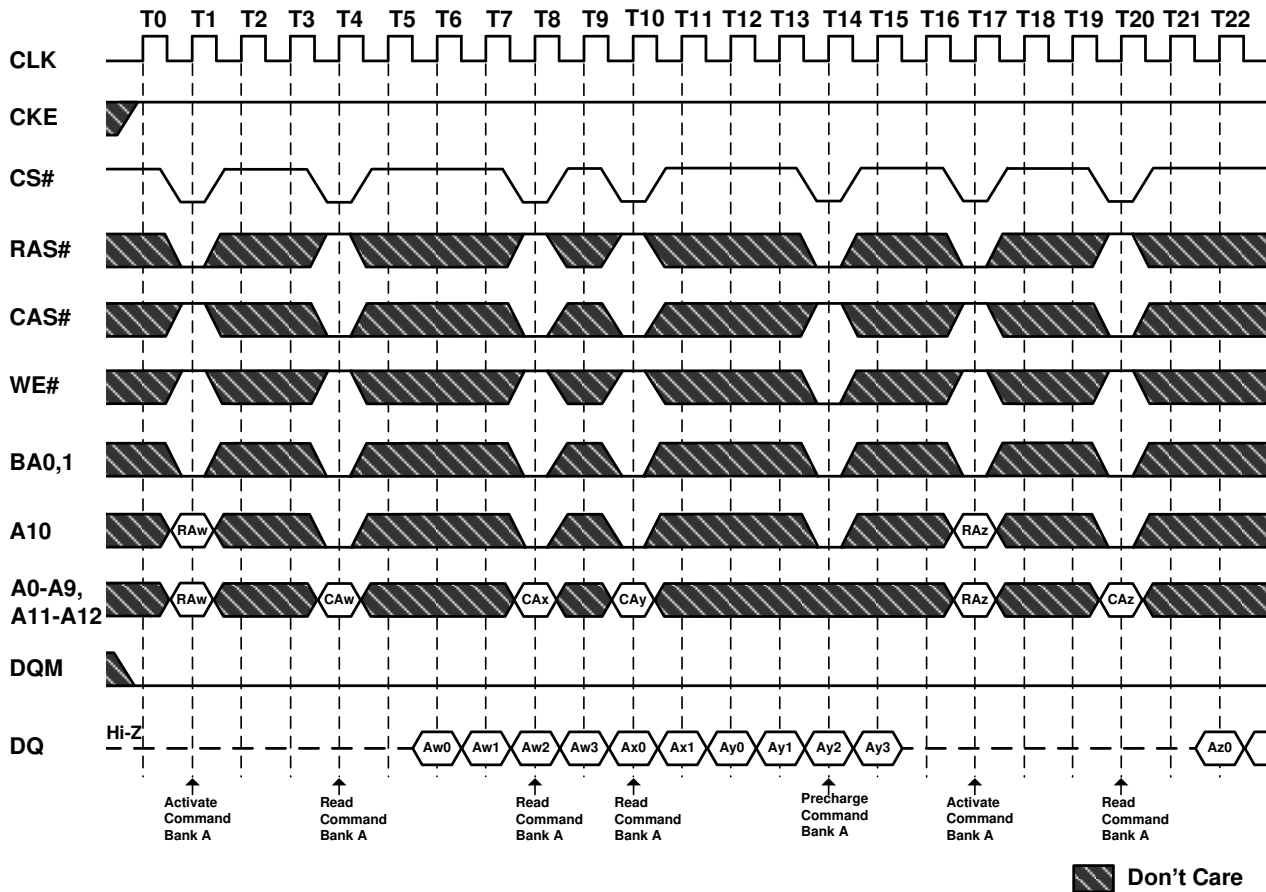 T0 T1 T2 T3 T4 T5 T6 T7 T8 T9 T10 T11 T12 T13 T14 T15 T16 T17 T18 T19 T20 T21 T22
CLK
CKE
CS#
RAS#
CAS#
WE#
BA0,1
A10 RAw RAz
A0-A9,
A11-A12 RAw CAw CAx CAy RAz CAz
DQM
DQ Hi-Z Aw0 Aw1 Aw2 Aw3 Ax0 Ax1 Ay0 Ay1 Ay2 Ay3 Az0
Activate
Command
Bank A
Read
Command
Bank A
Read
Command
Bank A
Read
Command
Bank A
Precharge
Command
Bank A
Activate
Command
Bank A
Read
Command
Bank A
Don't Care